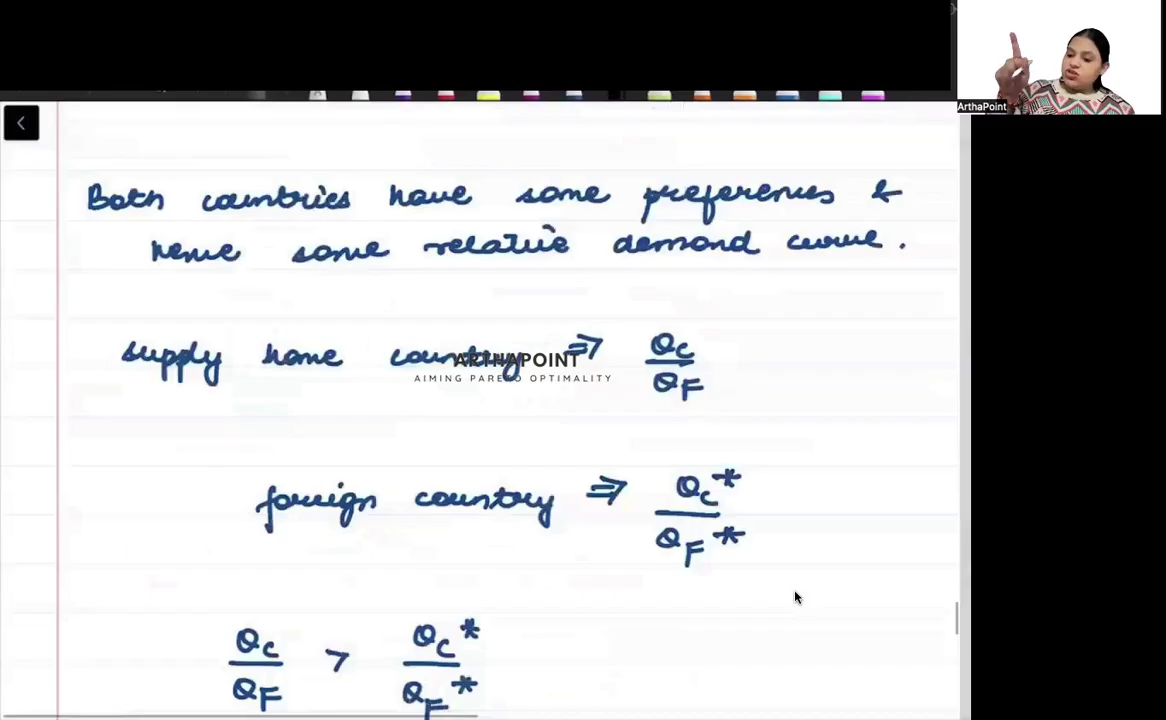 ArthaPoint
Both countries have same preferences &
hence same relative demand curve.
supply home country ⇒ Qc/QF
ARTHAPOINT
AIMING PARETO OPTIMALITY
foreign country ⇒ Qc*/QF*
Qc/QF > Qc*/QF*